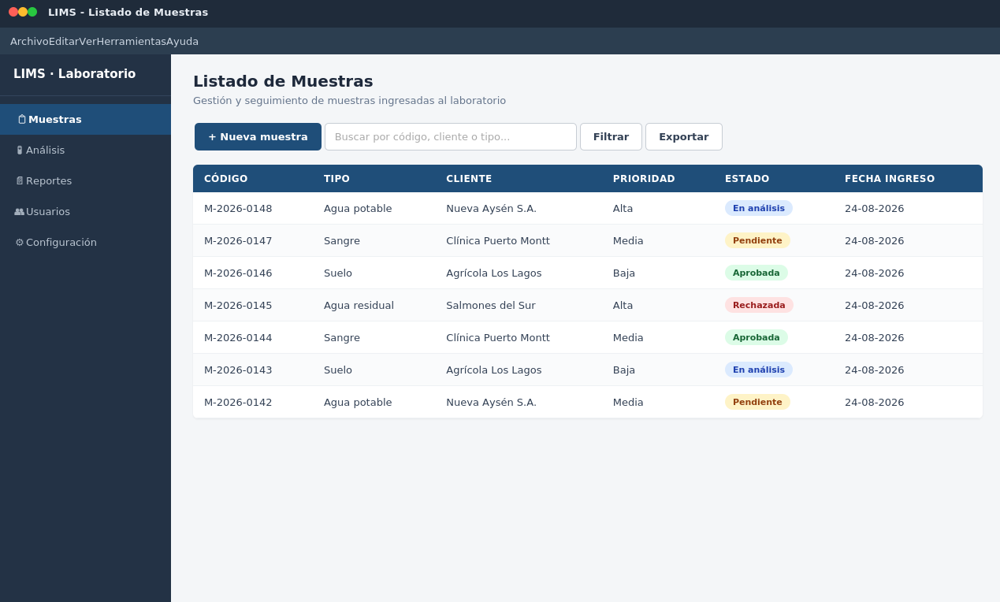 LIMS - Listado de Muestras
Archivo Editar Ver Herramientas Ayuda
LIMS · Laboratorio
Muestras
Análisis
Reportes
Usuarios
Configuración
Listado de Muestras
Gestión y seguimiento de muestras ingresadas al laboratorio
+ Nueva muestra Buscar por código, cliente o tipo... Filtrar Exportar
CÓDIGO TIPO CLIENTE PRIORIDAD ESTADO FECHA INGRESO
M-2026-0148 Agua potable Nueva Aysén S.A. Alta En análisis 24-08-2026
M-2026-0147 Sangre Clínica Puerto Montt Media Pendiente 24-08-2026
M-2026-0146 Suelo Agrícola Los Lagos Baja Aprobada 24-08-2026
M-2026-0145 Agua residual Salmones del Sur Alta Rechazada 24-08-2026
M-2026-0144 Sangre Clínica Puerto Montt Media Aprobada 24-08-2026
M-2026-0143 Suelo Agrícola Los Lagos Baja En análisis 24-08-2026
M-2026-0142 Agua potable Nueva Aysén S.A. Media Pendiente 24-08-2026